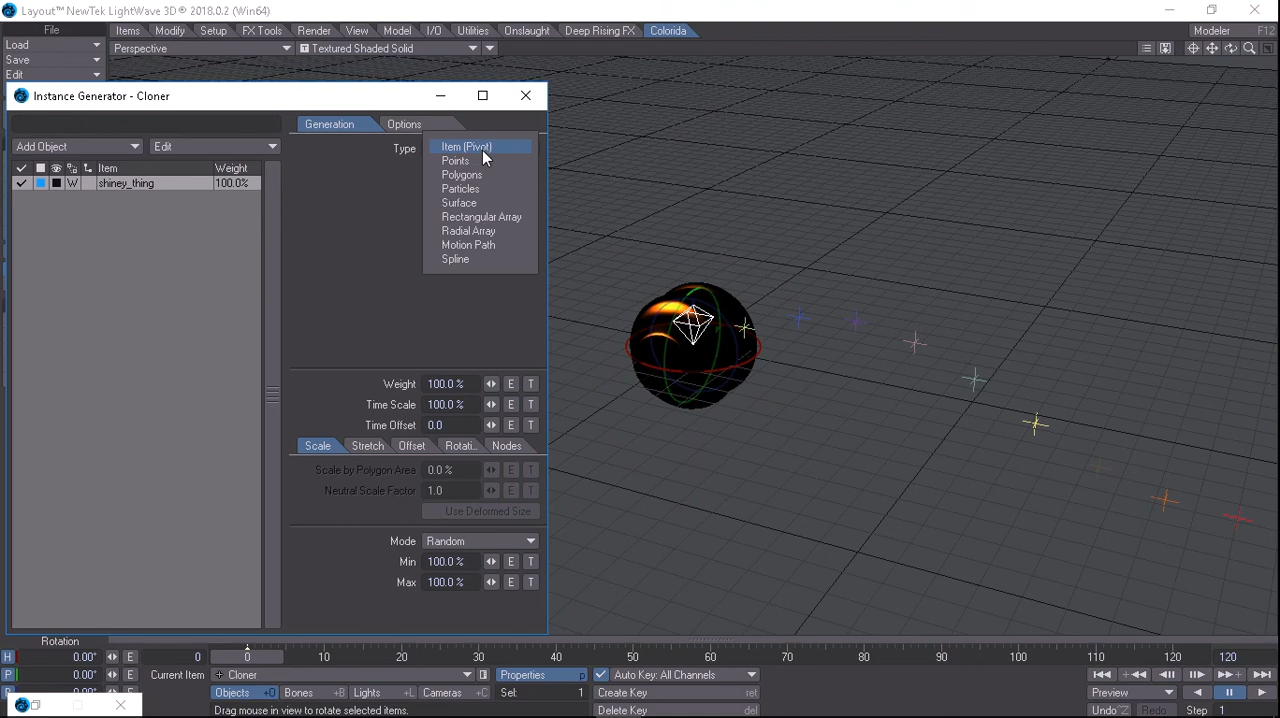 Layout™ NewTek LightWave 3D® 2018.0.2 (Win64)
File Items Modify Setup FX Tools Render View Model I/O Utilities Onslaught Deep Rising FX Colorida Modeler F12
Load Perspective Textured Shaded Solid
Save
Edit
Instance Generator - Cloner
Generation Options
Add Object Edit Type Item (Pivot)
Points
Item Weight Polygons
shiney_thing 100.0% Particles
W
Surface
Rectangular Array
Radial Array
Motion Path
Spline
Weight 100.0 % E T
Time Scale 100.0 % E T
Time Offset 0.0 E T
Scale Stretch Offset Rotati... Nodes
Scale by Polygon Area 0.0 % E T
Neutral Scale Factor 1.0 E T
Use Deformed Size
Mode Random
Min 100.0 % E T
Max 100.0 % E T
Rotation
H 0.00° E 0 0 10 20 30 40 50 60 70 80 90 100 110 120 120
P 0.00° E Current Item Cloner Properties p Auto Key: All Channels
0.00° E Objects +O Bones +B Lights +L Cameras +C Sel: 1 Create Key ret Preview
Drag mouse in view to rotate selected items. Delete Key del Undo Redo Step 1